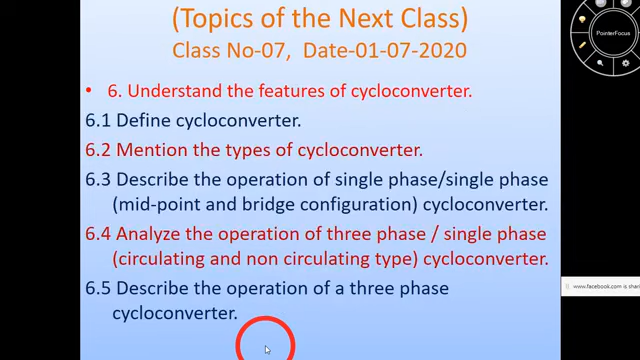 (Topics of the Next Class)
Class No-07, Date-01-07-2020
• 6. Understand the features of cycloconverter.
6.1 Define cycloconverter.
6.2 Mention the types of cycloconverter.
6.3 Describe the operation of single phase/single phase
(mid-point and bridge configuration) cycloconverter.
6.4 Analyze the operation of three phase / single phase
(circulating and non circulating type) cycloconverter.
6.5 Describe the operation of a three phase
cycloconverter.
PointerFocus
www.facebook.com is shari